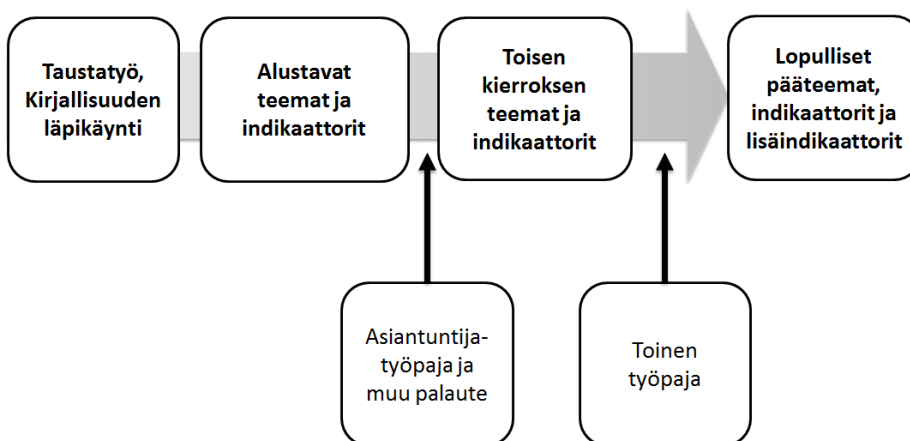 Taustatyö,
Kirjallisuuden
läpikäynti
Alustavat
teemat ja
indikaattorit
Toisen
kierroksen
teemat ja
indikaattorit
Lopulliset
pääteemat,
indikaattorit ja
lisäindikaattorit
Asiantuntija-
työpaja ja
muu palaute
Toinen
työpaja